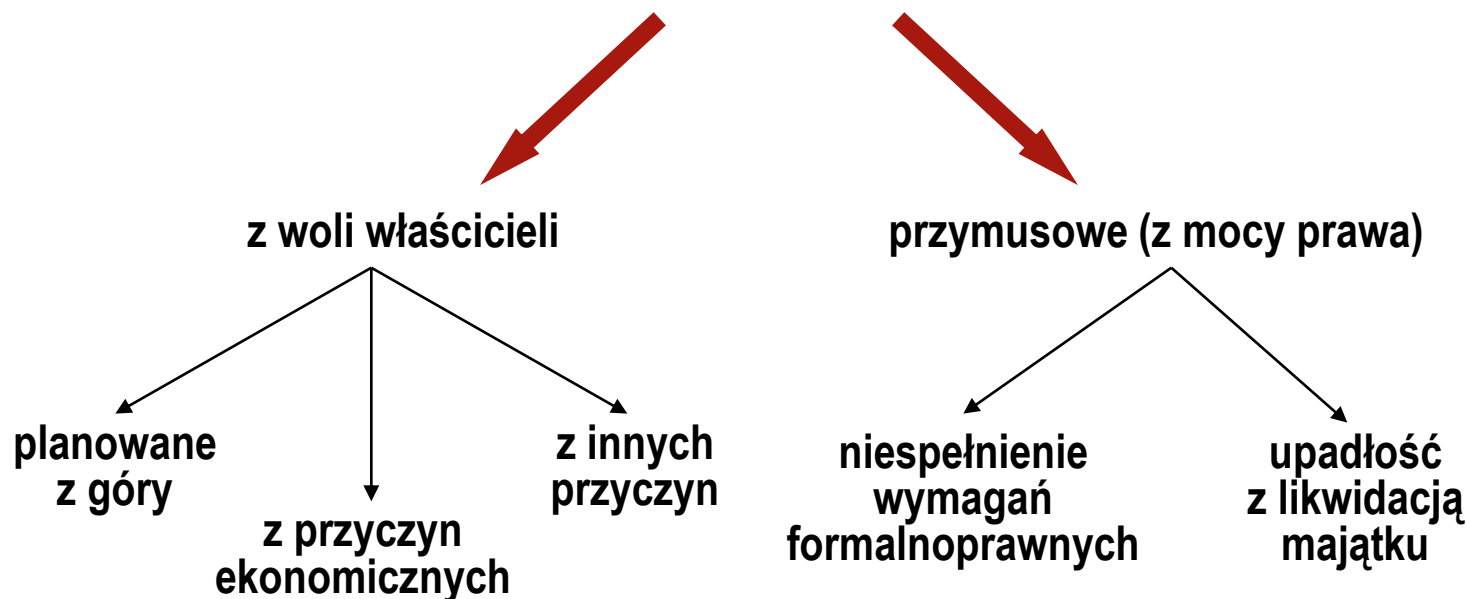 z woli właścicieli
przymusowe (z mocy prawa)
planowane
z góry
z przyczyn
ekonomicznych
z innych
przyczyn
niespełnienie
wymagań
formalnoprawnych
upadłość
z likwidacją
majątku